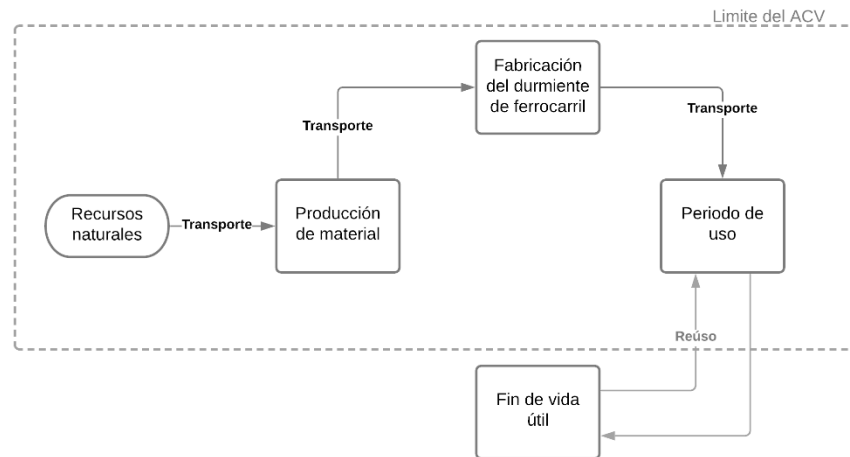 Limite del ACV
Fabricación
del durmiente
de ferrocarril
Transporte
Transporte
Recursos
naturales
Transporte
Producción
de material
Periodo de
uso
Reúso
Fin de vida
útil